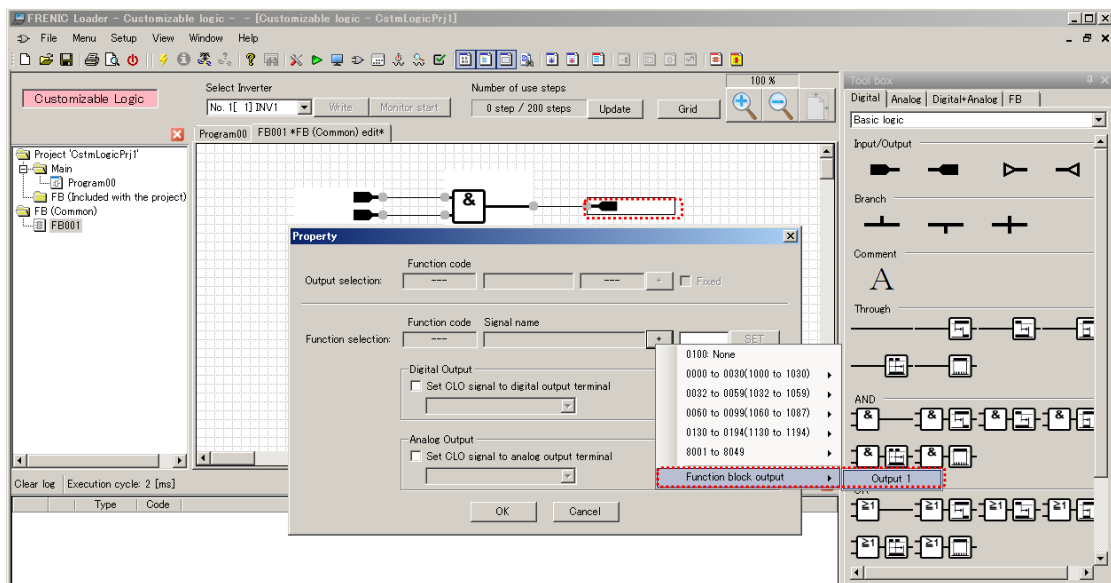 FRENIC Loader - Customizable logic - - [Customizable logic - CstmLogicPrj1]
File Menu Setup View Window Help
Customizable Logic
Select Inverter
No. 1[ 1] INV1
Write
Monitor start
Number of use steps
0 step / 200 steps
Update
Grid
100 %
Project 'CstmLogicPrj1'
Main
Program00
FB (Included with the project)
FB (Common)
FB001
Program00
FB001 *FB (Common) edit*
&
Property
Function code
Output selection:
---
---
+
Fixed
Function code Signal name
Function selection:
---
+
SET
Digital Output
Set CLO signal to digital output terminal
Analog Output
Set CLO signal to analog output terminal
OK
Cancel
0100: None
0000 to 0030(1000 to 1030)
0032 to 0059(1032 to 1059)
0060 to 0099(1060 to 1087)
0130 to 0194(1130 to 1194)
8001 to 8049
Function block output
Output 1
Tool box
Digital Analog Digital+Analog FB
Basic logic
Input/Output
Branch
Comment
A
Through
AND
& & & &
& &
≧1 ≧1 ≧1 ≧1
≧1 ≧1
Clear log
Execution cycle: 2 [ms]
Type Code